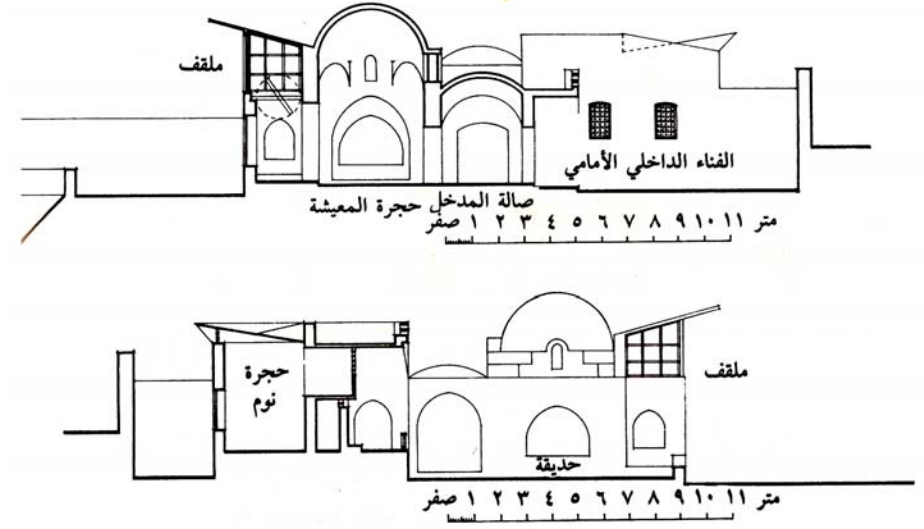 ملقف
الفناء الداخلي الأمامي
صالة المدخل حجرة المعيشة
صفر ١ ٢ ٣ ٤ ٥ ٦ ٧ ٨ ٩ ١٠ ١١ متر
حجرة
نوم
ملقف
حديقة
صفر ١ ٢ ٣ ٤ ٥ ٦ ٧ ٨ ٩ ١٠ ١١ متر